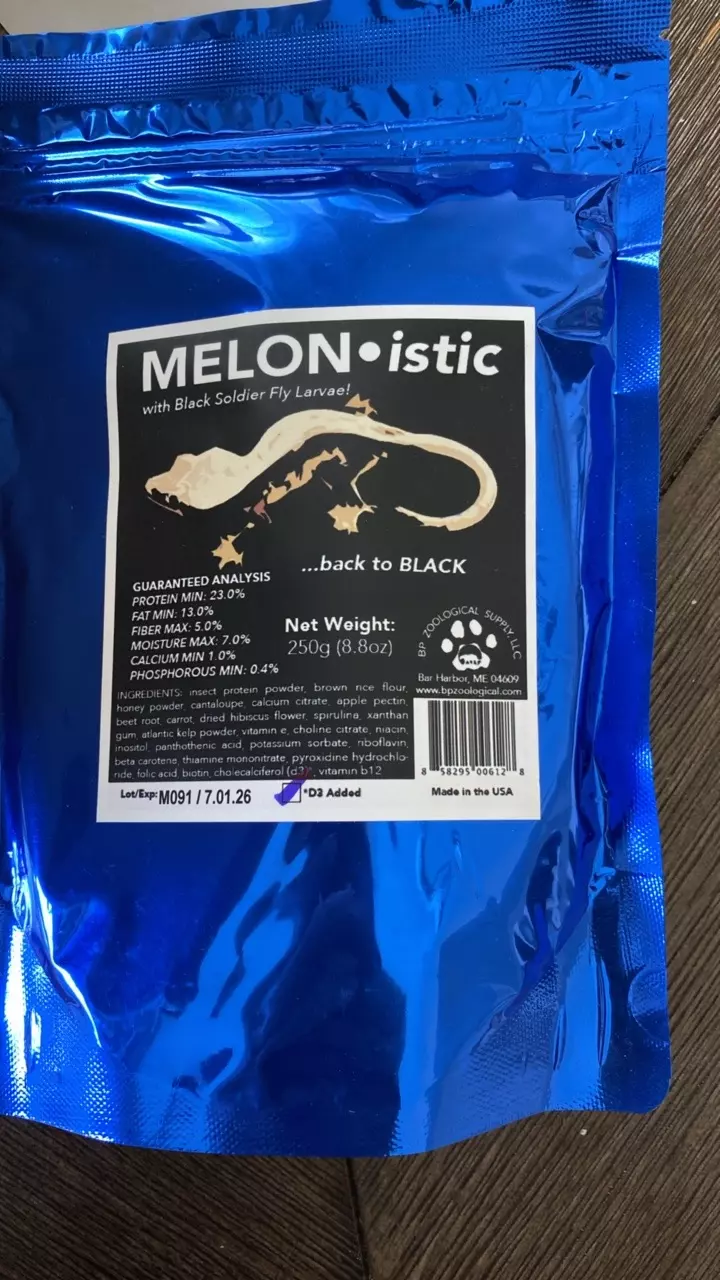 MELON•istic
with Black Soldier Fly Larvae!
...back to BLACK
GUARANTEED ANALYSIS
PROTEIN MIN: 23.0%
FAT MIN: 13.0%
FIBER MAX: 5.0%
MOISTURE MAX: 7.0%
CALCIUM MIN 1.0%
PHOSPHOROUS MIN: 0.4%
Net Weight:
250g (8.8oz)
BP ZOOLOGICAL SUPPLY, LLC
Bar Harbor, ME 04609
www.bpzoological.com
INGREDIENTS: insect protein powder, brown rice flour,
honey powder, cantaloupe, calcium citrate, apple pectin,
beet root, carrot, dried hibiscus flower, spirulina, xanthan
gum, atlantic kelp powder, vitamin e, choline citrate, niacin,
inositol, panthothenic acid, potassium sorbate, riboflavin,
beta carotene, thiamine mononitrate, pyroxidine hydrochlo-
ride, folic acid, biotin, cholecalciferol (d3)*, vitamin b12
8 58295 00612 8
Lot/Exp: M091 / 7.01.26
*D3 Added
Made in the USA